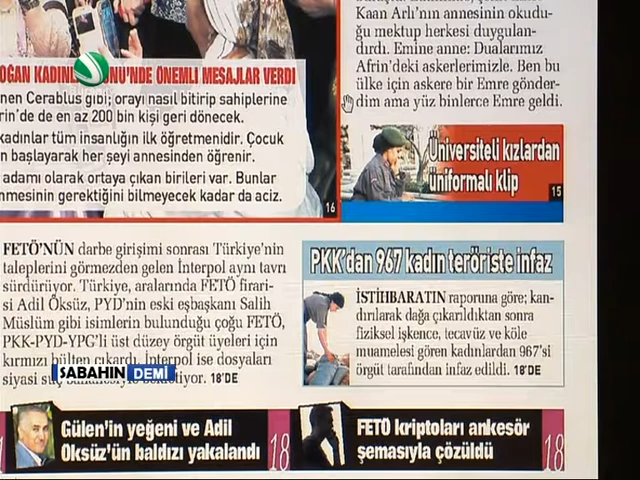 OĞAN KADINL NÜ'NDE ÖNEMLİ MESAJLAR VERDİ
nen Cerablus gibi; orayı nasıl bitirip sahiplerine
rin'de de en az 200 bin kişi geri dönecek.
kadınlar tüm insanlığın ilk öğretmenidir. Çocuk
n başlayarak her şeyi annesinden öğrenir.
adamı olarak ortaya çıkan birileri var. Bunlar
nmesinin gerektiğini bilmeyecek kadar da aciz.
16
Kaan Arlı'nın annesinin okudu-
ğu mektup herkesi duygulan-
dırdı. Emine anne: Dualarımız
Afrin'deki askerlerimizle. Ben bu
ülke için askere bir Emre gönder-
dim ama yüz binlerce Emre geldi.
Üniversiteli kızlardan
üniformalı klip
15
FETÖ'NÜN darbe girişimi sonrası Türkiye'nin
taleplerini görmezden gelen İnterpol aynı tavrı
sürdürüyor. Türkiye, aralarında FETÖ firari-
si Adil Öksüz, PYD'nin eski eşbaşkanı Salih
Müslüm gibi isimlerin bulunduğu çoğu FETÖ,
PKK-PYD-YPG'li üst düzey örgüt üyeleri için
kırmızı bülten çıkardı. İnterpol ise dosyaları
siyasi suç bahanesiyle bekletiyor. 18'DE
SABAHIN DEMİ
PKK'dan 967 kadın teröriste infaz
İSTİHBARATIN raporuna göre; kan-
dırılarak dağa çıkarıldıktan sonra
fiziksel işkence, tecavüz ve köle
muamelesi gören kadınlardan 967'si
örgüt tarafından infaz edildi. 18'DE
Gülen'in yeğeni ve Adil
Öksüz'ün baldızı yakalandı
18
FETÖ kriptoları ankesör
şemasıyla çözüldü
18